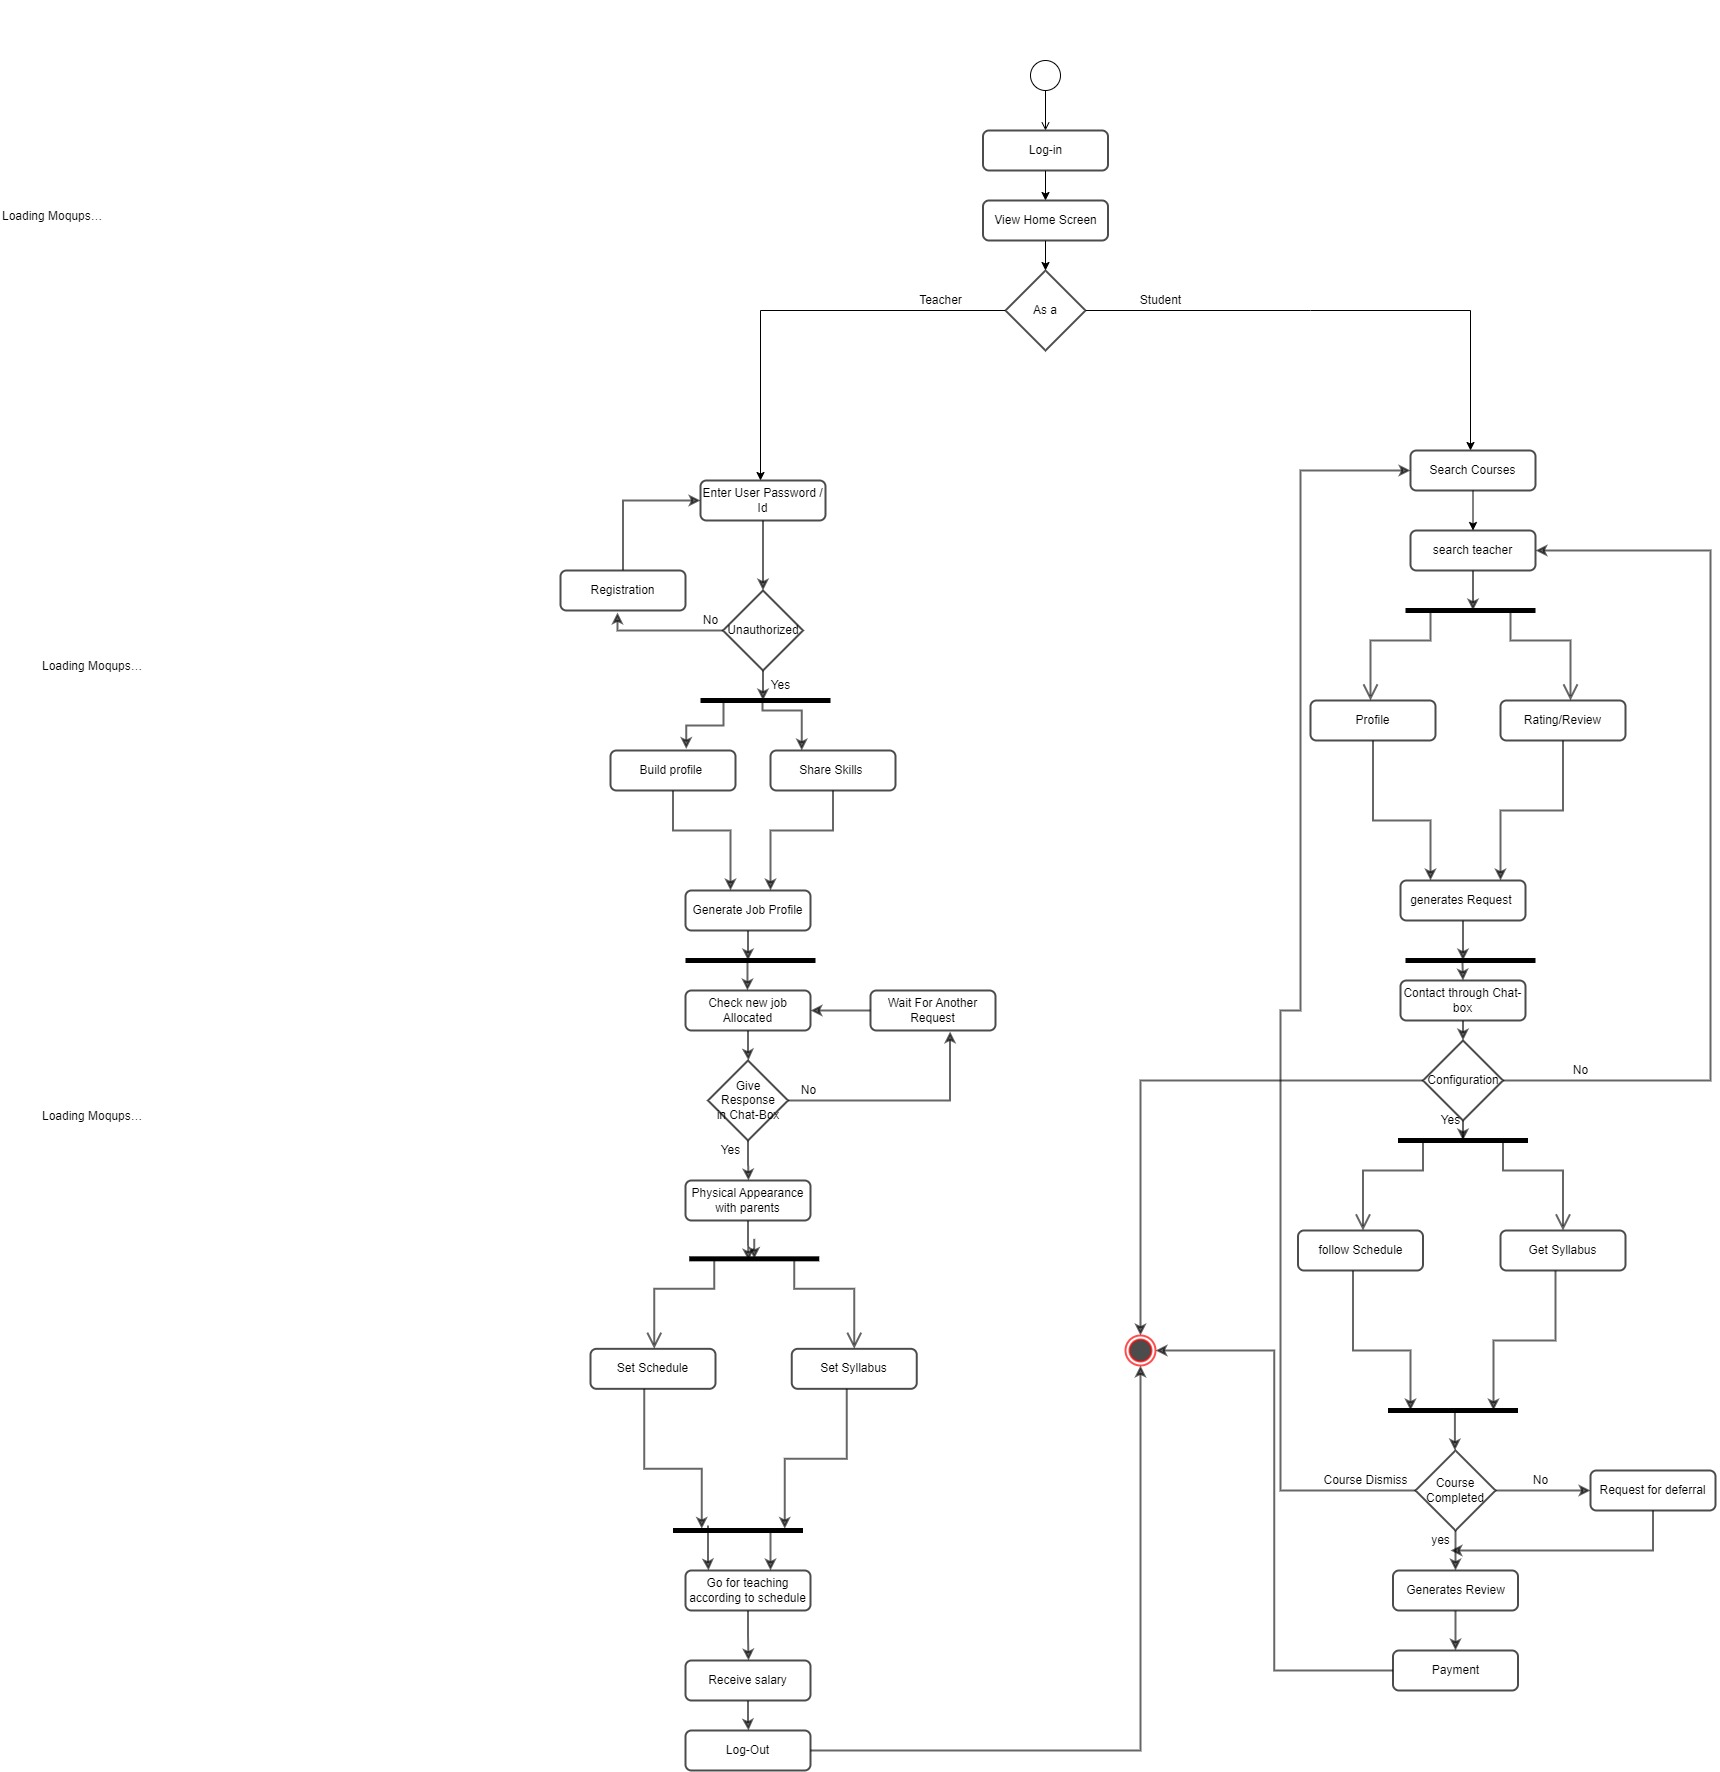 Log-in
Loading Moqups...
View Home Screen
Teacher
Student
As a
Search Courses
Enter User Password /
Id
search teacher
Registration
No
Unauthorized
Loading Moqups...
Yes
Profile
Rating/Review
Build profile
Share Skills
generates Request
Generate Job Profile
Contact through Chat-
box
Check new job
Allocated
Wait For Another
Request
Configuration
No
Give
Response
in Chat-Box
No
Loading Moqups...
Yes
Yes
Physical Appearance
with parents
follow Schedule
Get Syllabus
Set Schedule
Set Syllabus
Course Dismiss
Course
Completed
No
Request for deferral
yes
Go for teaching
according to schedule
Generates Review
Receive salary
Payment
Log-Out